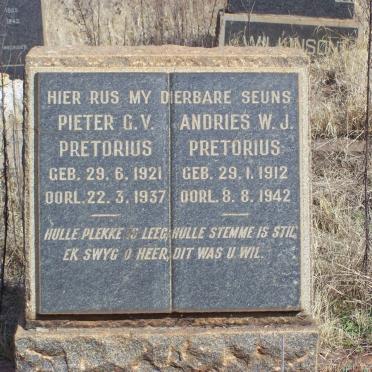 WILKINSON
HIER RUS MY DIERBARE SEUNS
PIETER G.V. ANDRIES W.J.
PRETORIUS PRETORIUS
GEB. 29.6.1921 GEB. 29.1.1912
OORL. 22.3.1937 OORL. 8.8.1942
HULLE PLEKKE IS LEEG, HULLE STEMME IS STIL,
EK SWYG O HEER, DIT WAS U WIL.